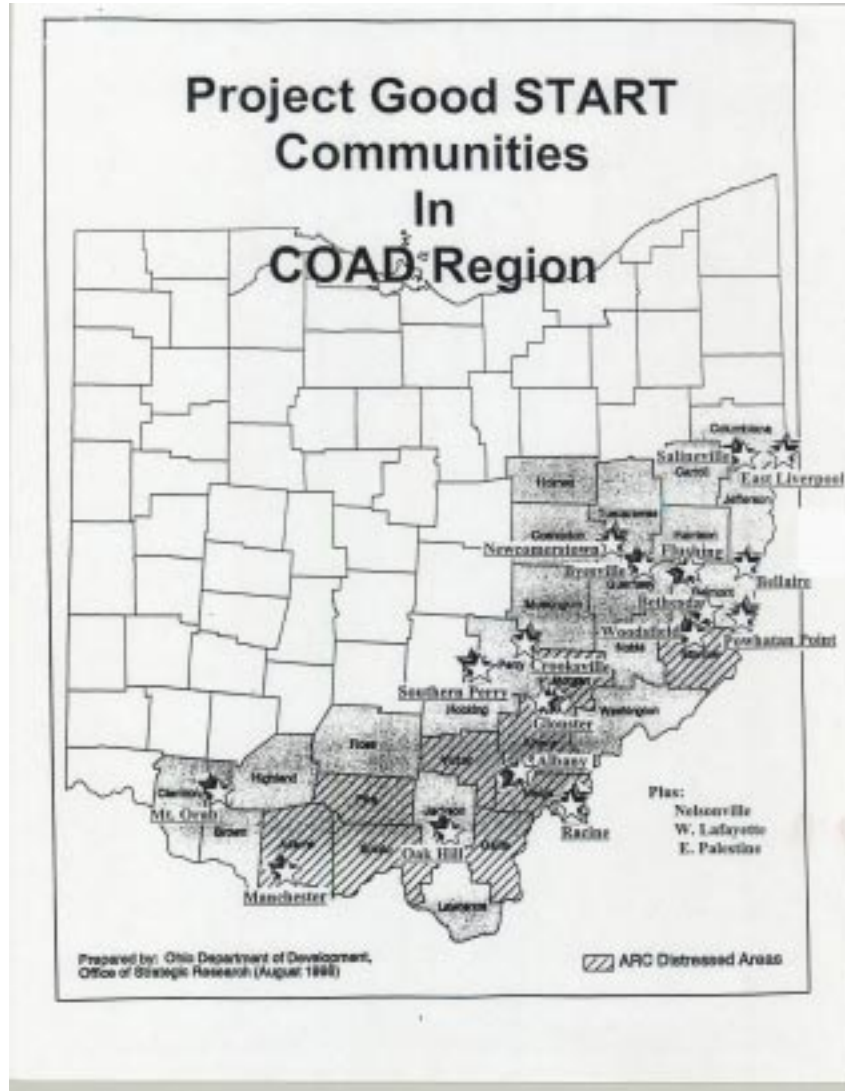 Project Good START
Communities
In
COAD Region
Columbiana
Salineville
Carroll
East Liverpool
Jefferson
Holmes
Tuscarawas
Coshocton
Harrison
Newcomerstown
Flushing
Byesville
Guernsey
Belmont
Bellaire
Bethesda
Muskingum
Woodsfield
Powhatan Point
Noble
Monroe
Perry
Crooksville
Morgan
Southern Perry
Hocking
Washington
Glouster
Athens
Ross
Vinton
Albany
Highland
Clermont
Pike
Meigs
Jackson
Mt. Orab
Brown
Racine
Adams
Scioto
Oak Hill
Gallia
Manchester
Lawrence
Plus:
Nelsonville
W. Lafayette
E. Palestine
Prepared by: Ohio Department of Development,
Office of Strategic Research (August 1998)
ARC Distressed Areas